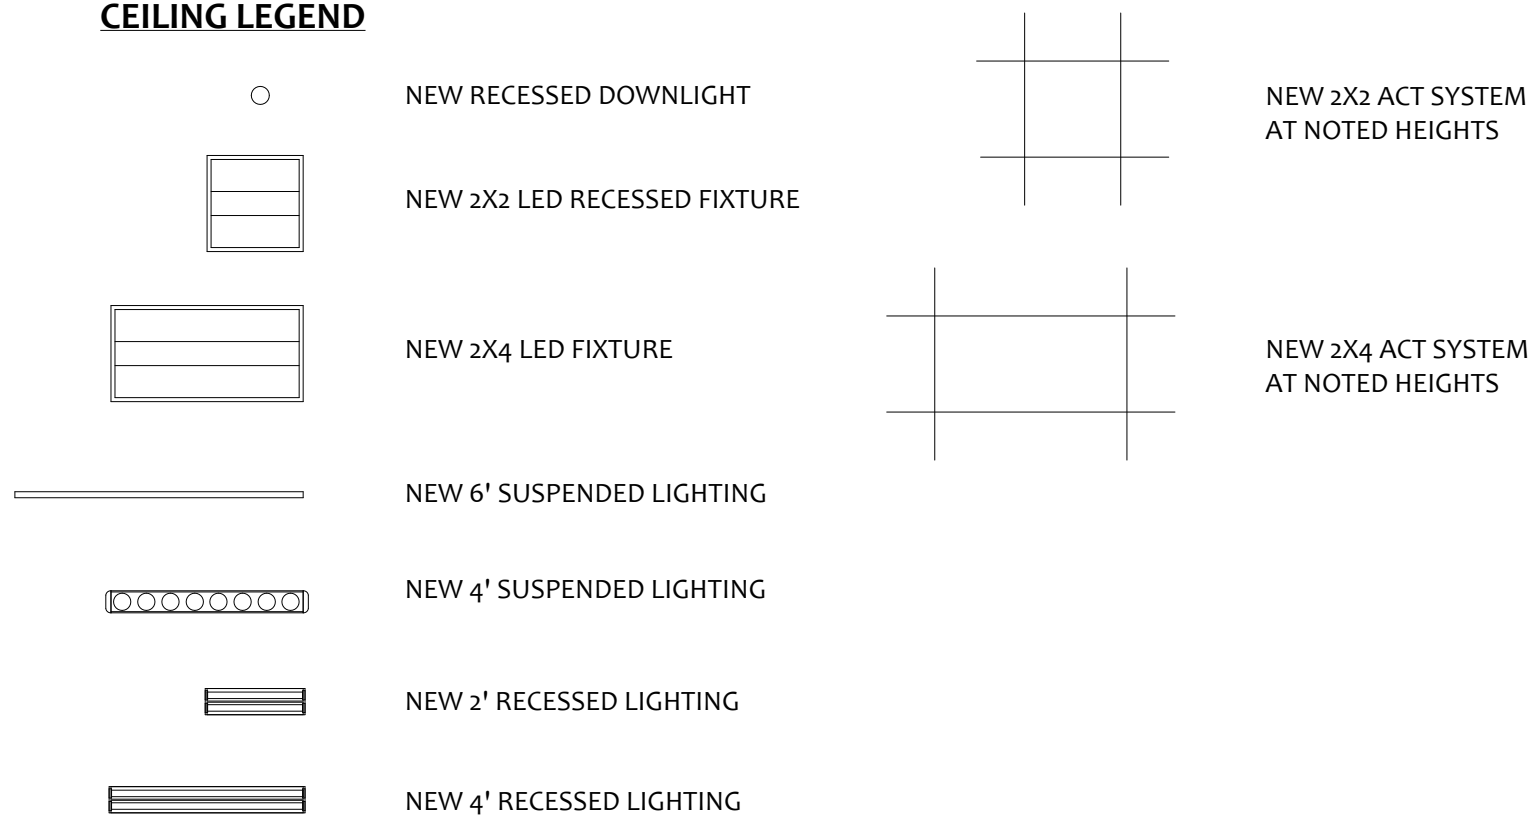 CEILING LEGEND
NEW RECESSED DOWNLIGHT
NEW 2X2 LED RECESSED FIXTURE
NEW 2X4 LED FIXTURE
NEW 6' SUSPENDED LIGHTING
NEW 4' SUSPENDED LIGHTING
NEW 2' RECESSED LIGHTING
NEW 4' RECESSED LIGHTING
NEW 2X2 ACT SYSTEM
AT NOTED HEIGHTS
NEW 2X4 ACT SYSTEM
AT NOTED HEIGHTS